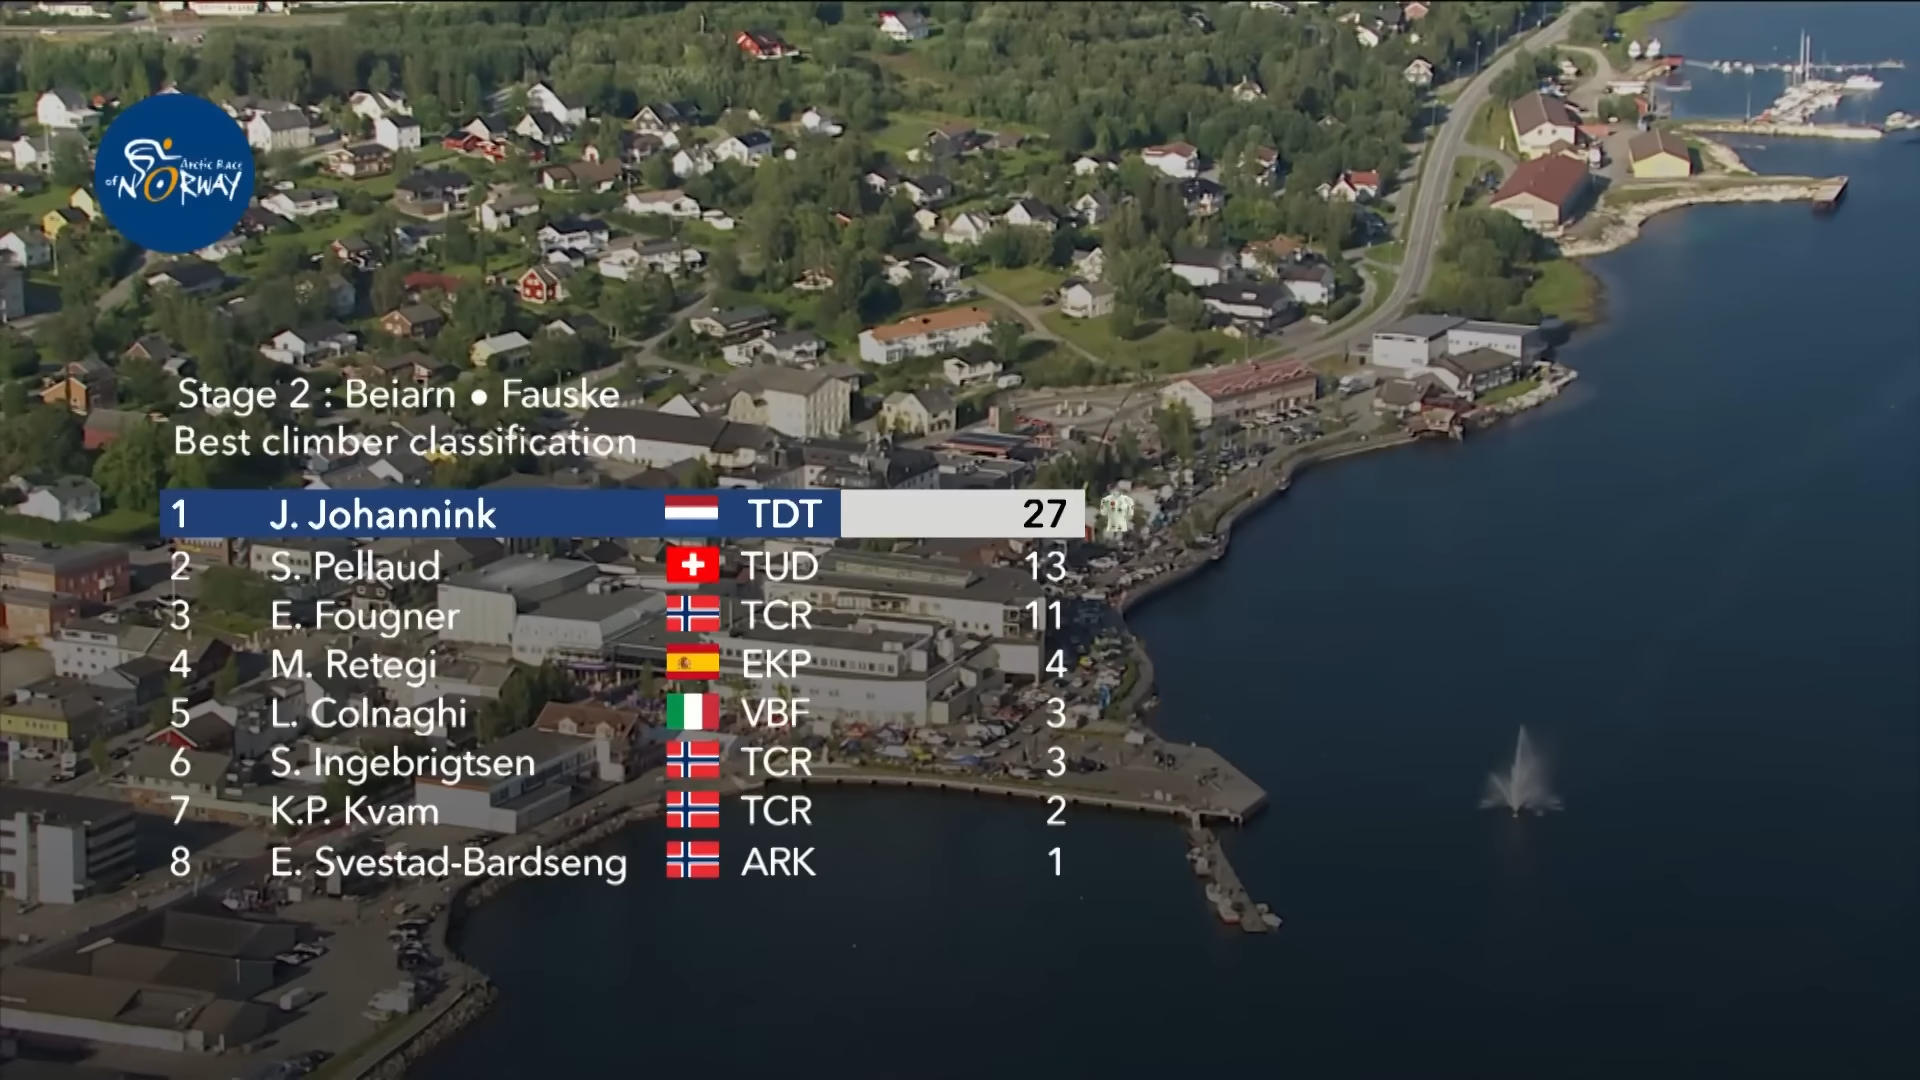 Arctic Race
of NORWAY
Stage 2 : Beiarn • Fauske
Best climber classification
1 J. Johannink TDT 27
2 S. Pellaud TUD 13
3 E. Fougner TCR 11
4 M. Retegi EKP 4
5 L. Colnaghi VBF 3
6 S. Ingebrigtsen TCR 3
7 K.P. Kvam TCR 2
8 E. Svestad-Bardseng ARK 1